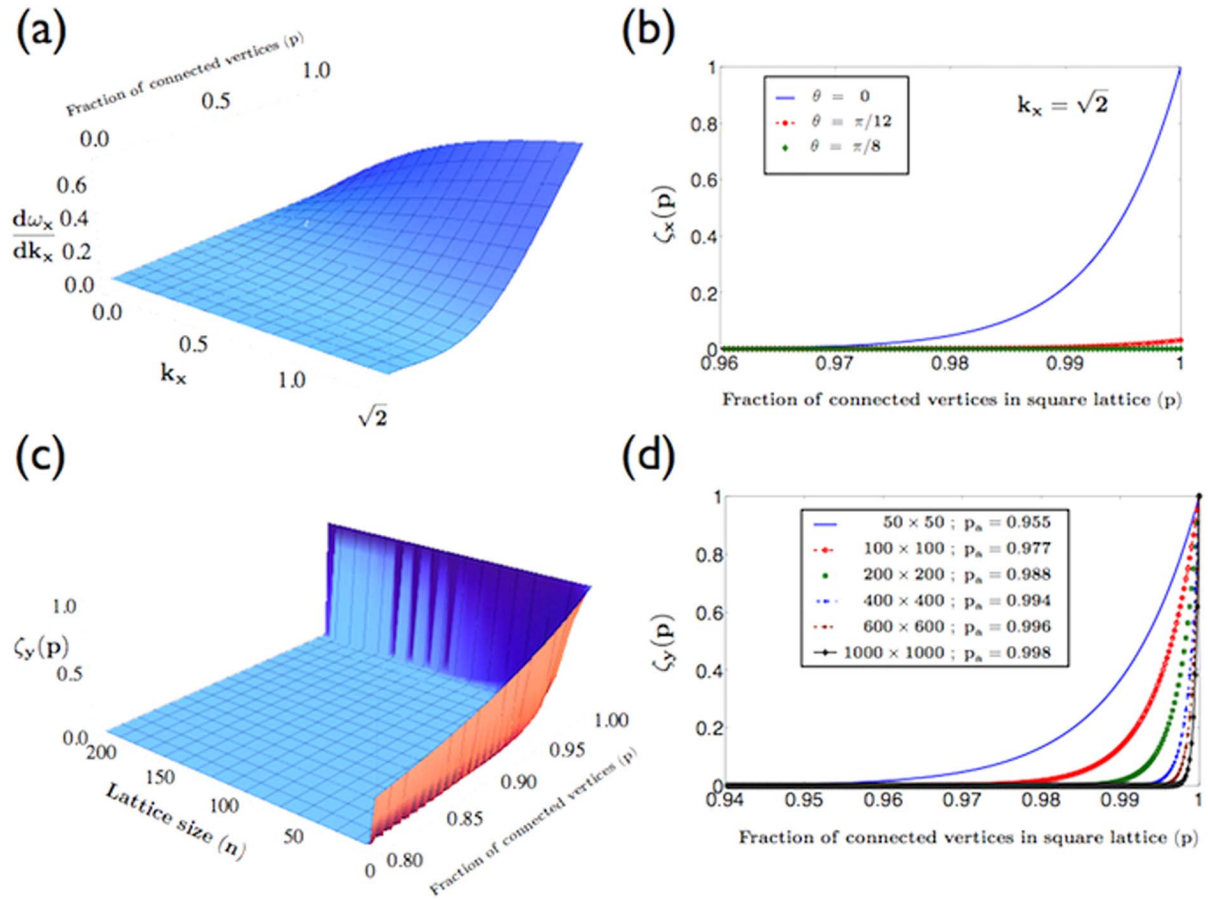 (a)
Fraction of connected vertices (p)
0.0
0.5
1.0
0.6
0.4
0.2
0.0
dωₓ
dkₓ
0.0
0.5
1.0
√2
kₓ
(b)
1
0.8
0.6
0.4
0.2
0
ζₓ(p)
θ = 0
θ = π/12
θ = π/8
kₓ = √2
0.96 0.97 0.98 0.99 1
Fraction of connected vertices in square lattice (p)
(c)
1.0
ζ_y(p)
0.5
0.0
200
150
100
50
0
Lattice size (n)
0.80
0.85
0.90
0.95
1.00
Fraction of connected vertices (p)
(d)
1
0.8
0.6
0.4
0.2
0
ζ_y(p)
50 × 50 ; pₐ = 0.955
100 × 100 ; pₐ = 0.977
200 × 200 ; pₐ = 0.988
400 × 400 ; pₐ = 0.994
600 × 600 ; pₐ = 0.996
1000 × 1000 ; pₐ = 0.998
0.94 0.95 0.96 0.97 0.98 0.99 1
Fraction of connected vertices in square lattice (p)